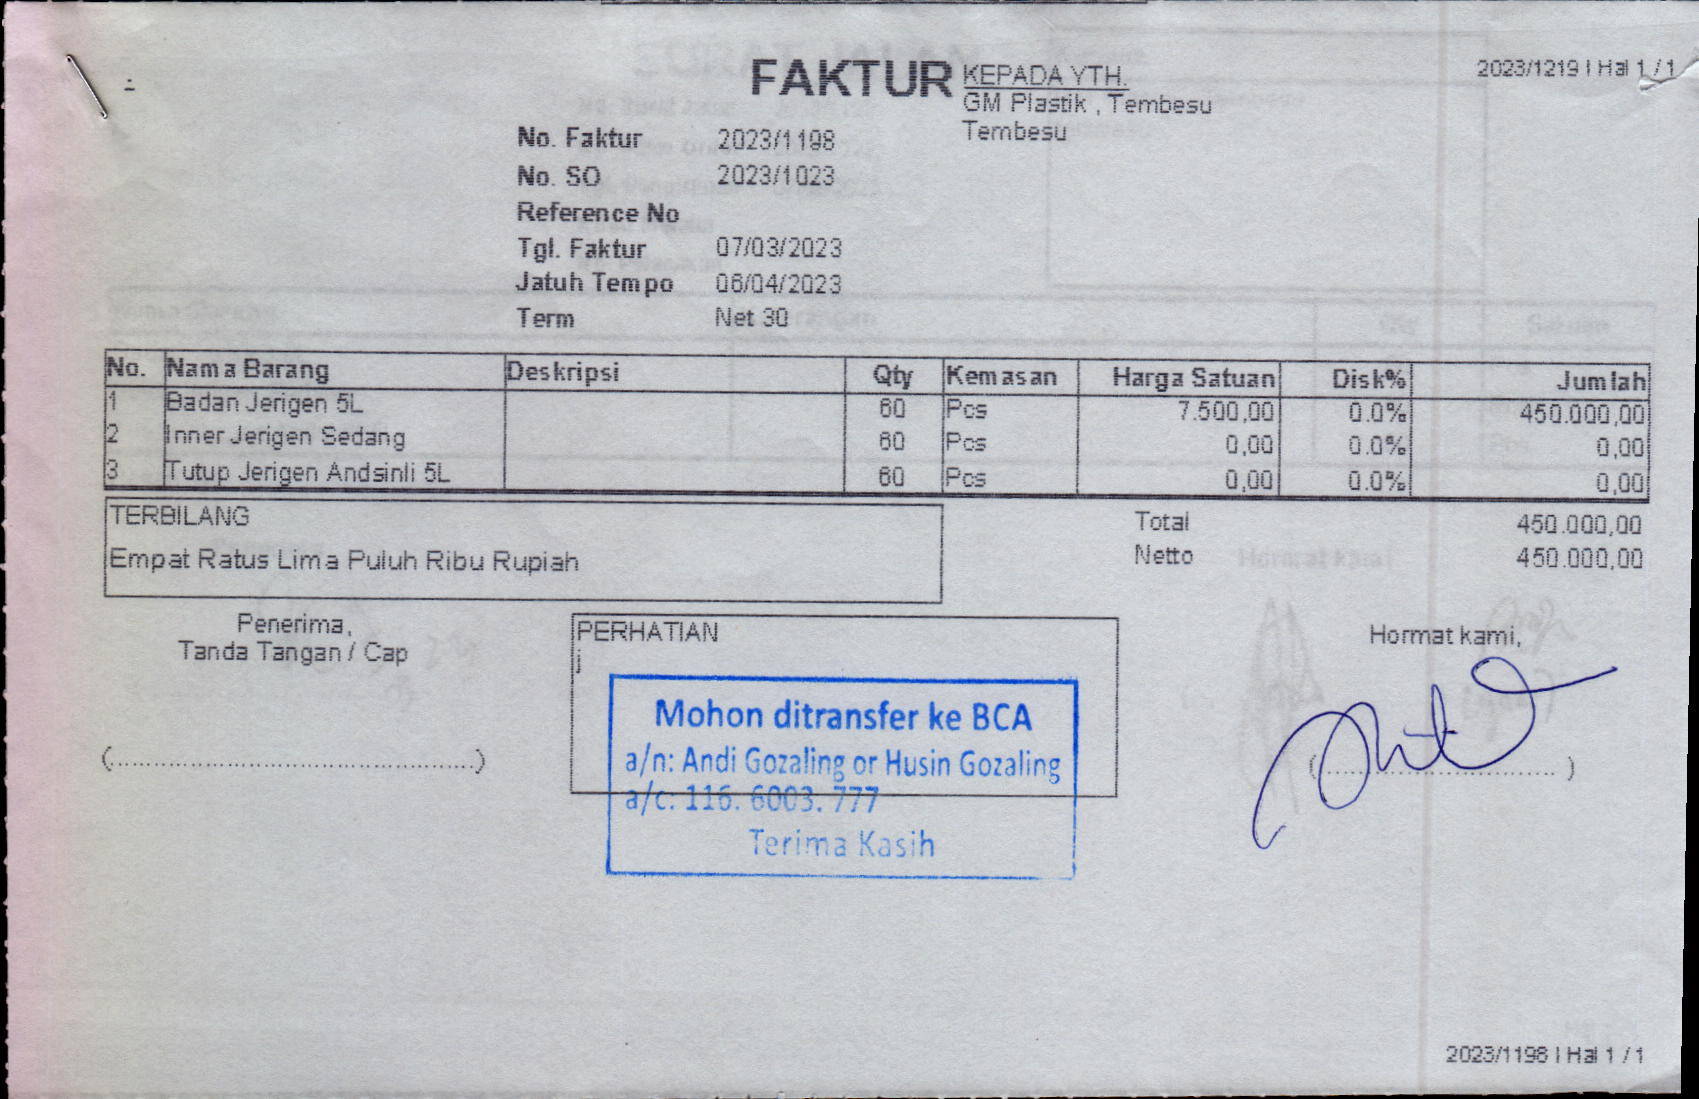 2023/1219 | Hal 1 / 1
FAKTUR
KEPADA YTH.
GM Plastik , Tembesu
Tembesu
No. Faktur 2023/1198
No. SO 2023/1023
Reference No
Tgl. Faktur 07/03/2023
Jatuh Tempo 06/04/2023
Term Net 30
No. Nama Barang Deskripsi Qty Kemasan Harga Satuan Disk% Jumlah
1 Badan Jerigen 5L 60 Pcs 7.500,00 0.0% 450.000,00
2 Inner Jerigen Sedang 60 Pcs 0,00 0.0% 0,00
3 Tutup Jerigen Andsinli 5L 60 Pcs 0,00 0.0% 0,00
TERBILANG
Empat Ratus Lima Puluh Ribu Rupiah
Total 450.000,00
Netto 450.000,00
Penerima,
Tanda Tangan / Cap
PERHATIAN
j
Mohon ditransfer ke BCA
a/n: Andi Gozaling or Husin Gozaling
a/c: 116. 6003. 777
Terima Kasih
Hormat kami,
(....................................................)
(................................. )
2023/1198 | Hal 1 / 1